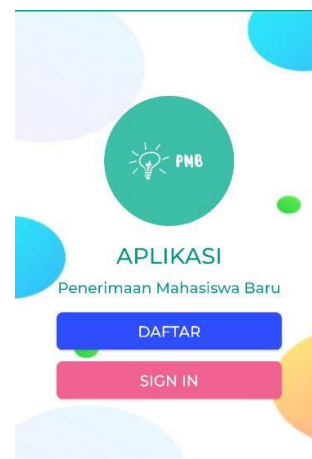 PMB
APLIKASI
Penerimaan Mahasiswa Baru
DAFTAR
SIGN IN